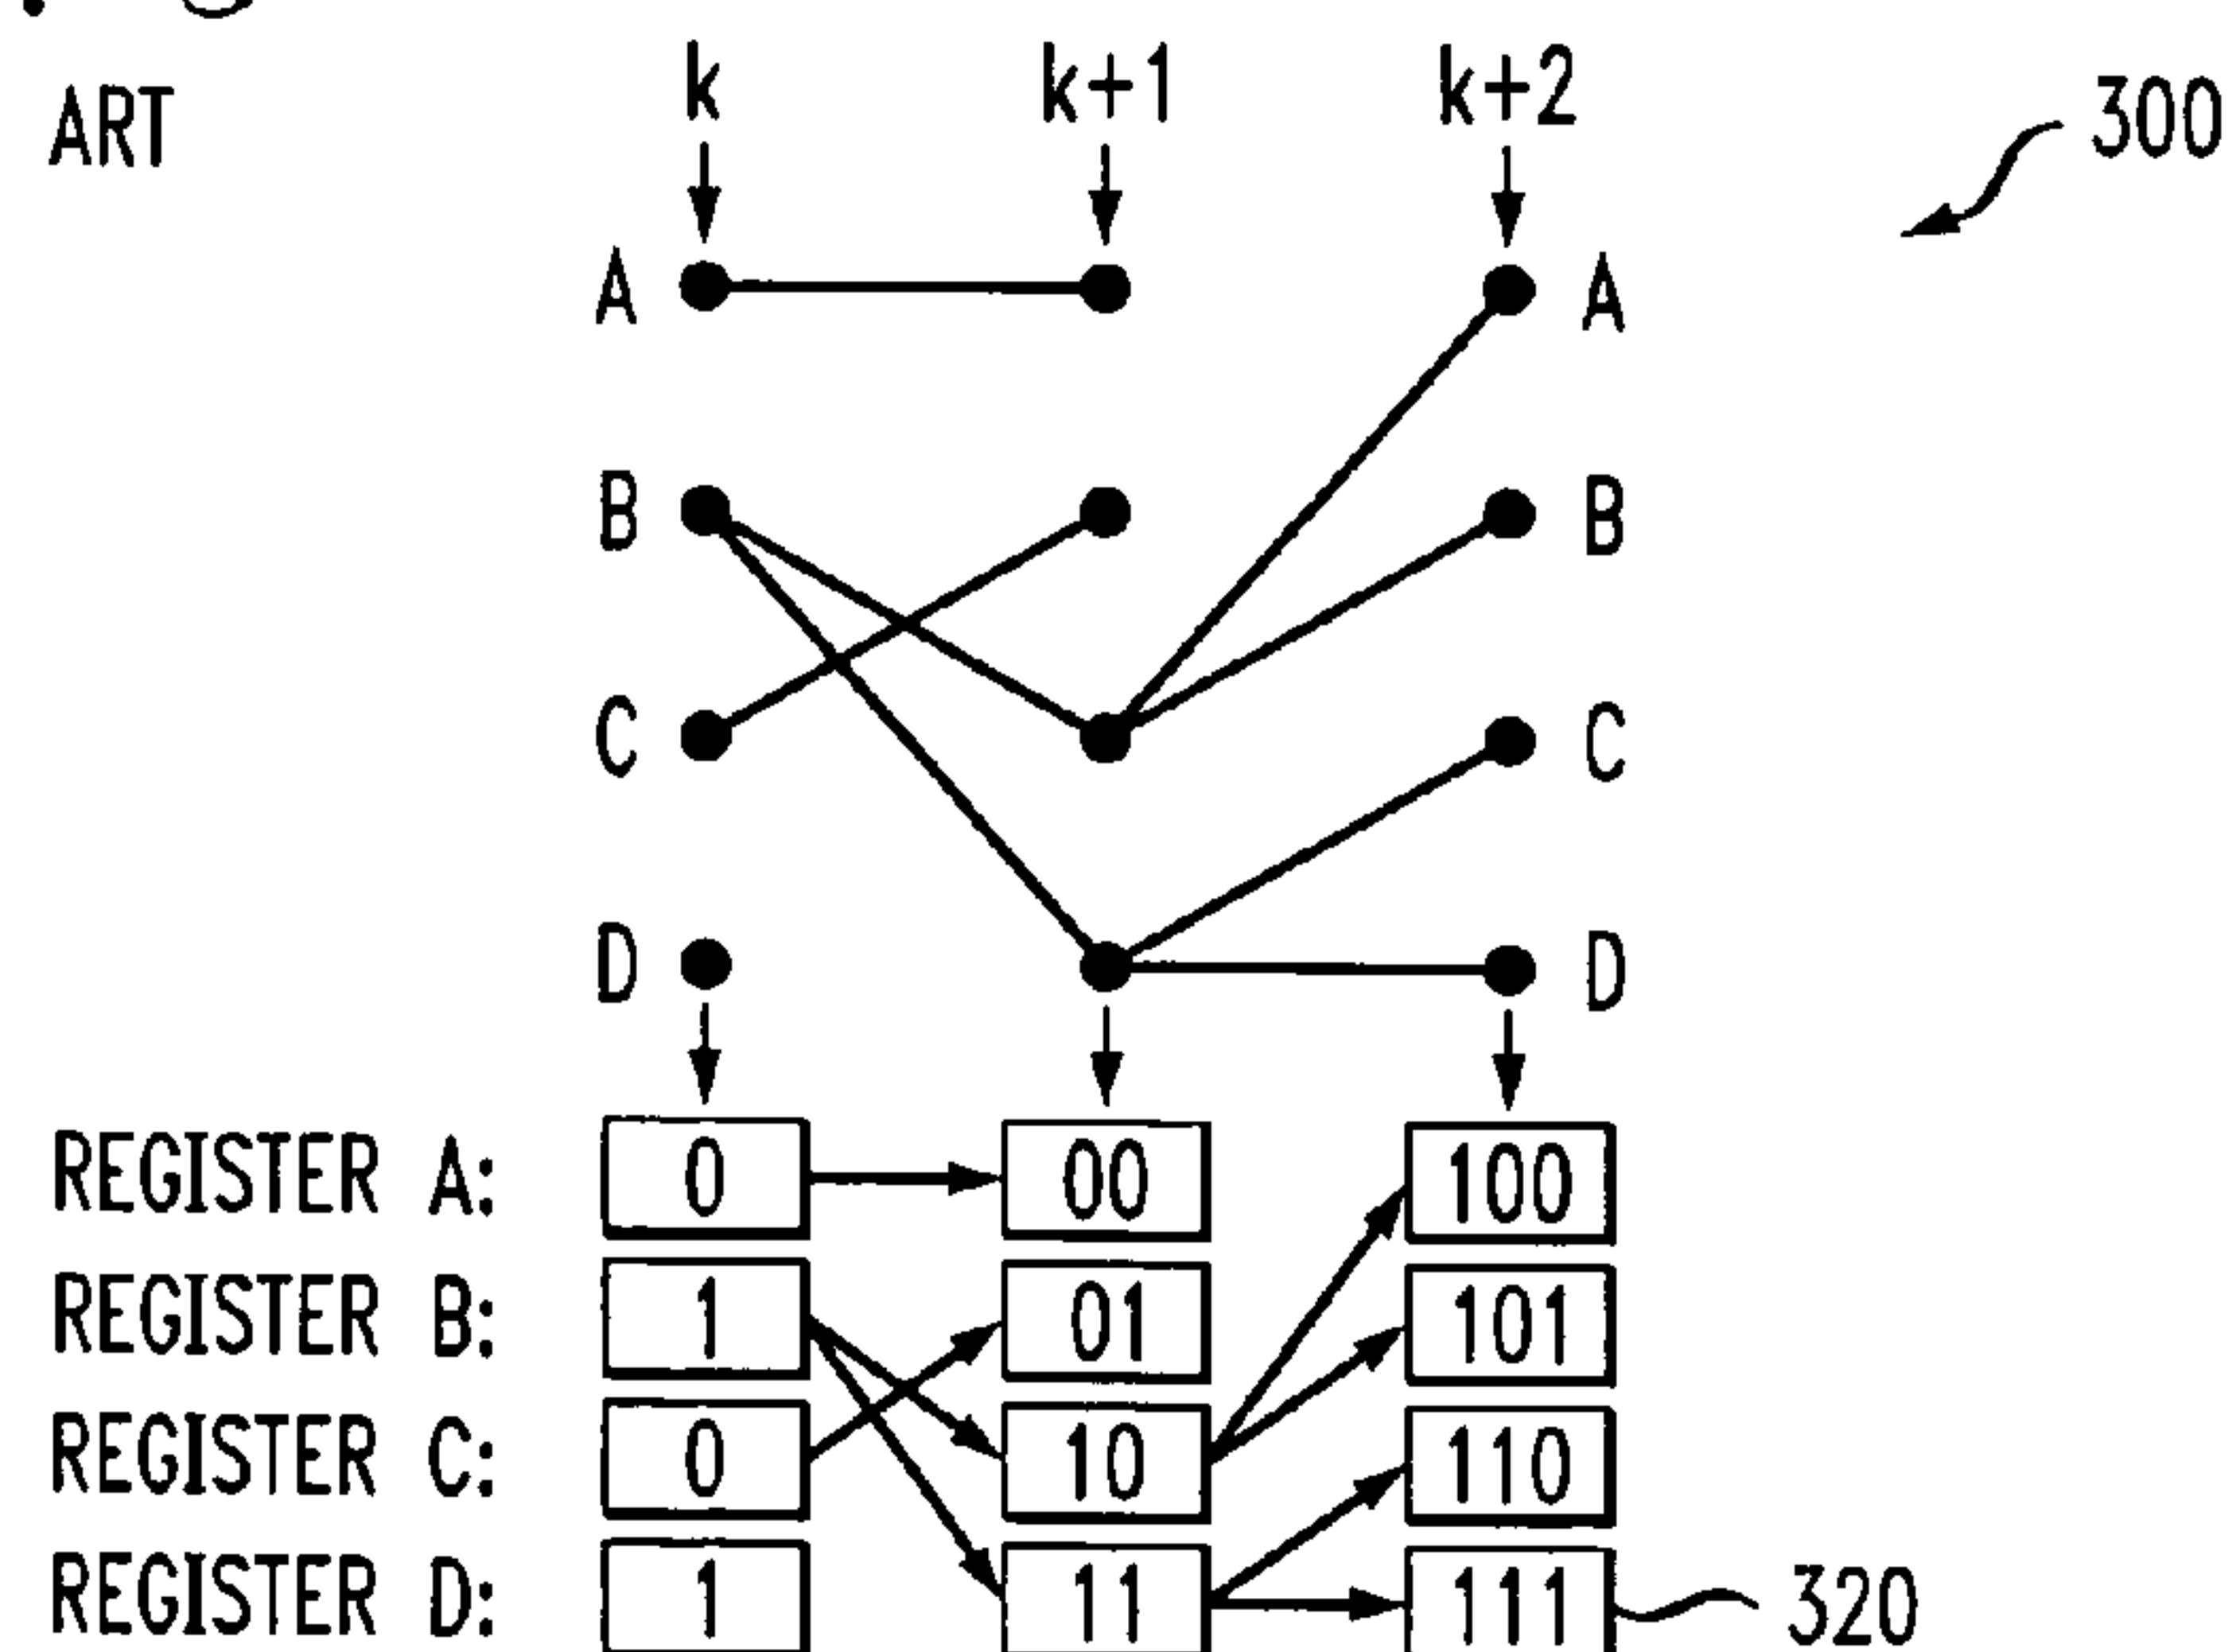 k k+1 k+2
ART 300
A A
B B
C C
D D
REGISTER A: 0 00 100
REGISTER B: 1 01 101
REGISTER C: 0 10 110
REGISTER D: 1 11 111 320